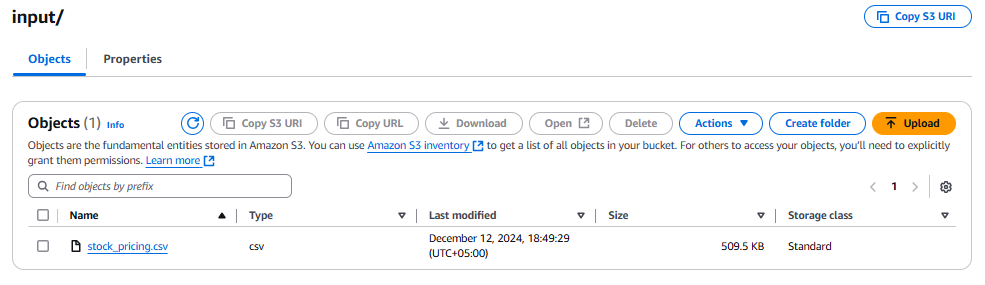 input/
Copy S3 URI
Objects
Properties
Objects (1) Info
Copy S3 URI
Copy URL
Download
Open
Delete
Actions
Create folder
Upload
Objects are the fundamental entities stored in Amazon S3. You can use Amazon S3 inventory to get a list of all objects in your bucket. For others to access your objects, you'll need to explicitly
grant them permissions. Learn more
Find objects by prefix
1
Name Type Last modified Size Storage class
stock_pricing.csv csv December 12, 2024, 18:49:29 509.5 KB Standard
(UTC+05:00)